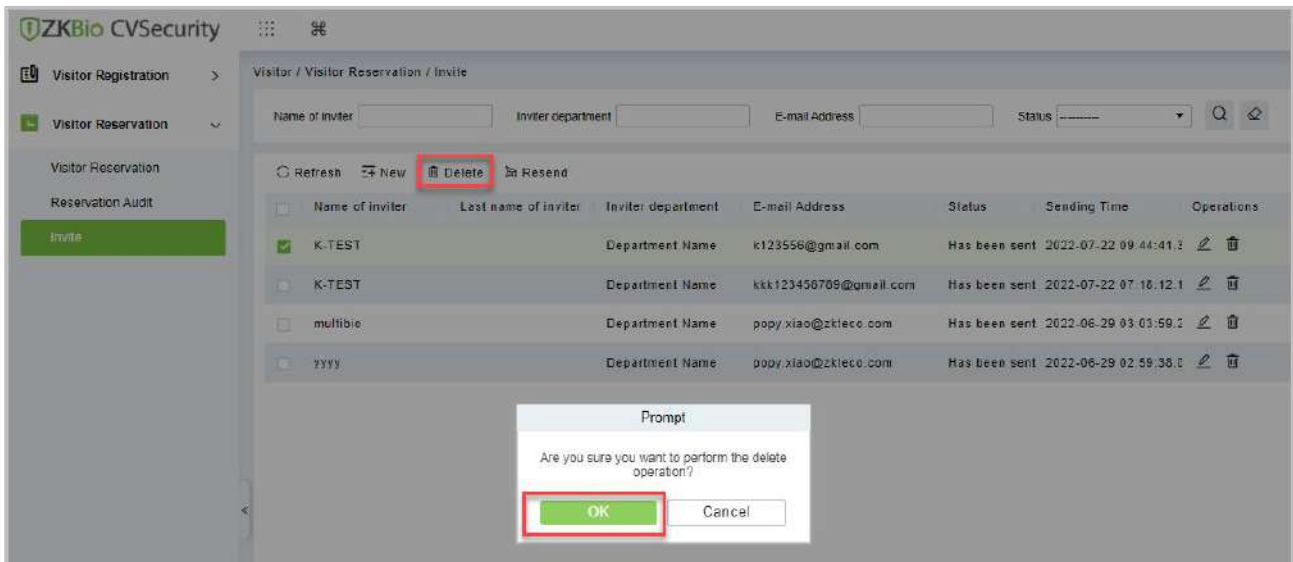 ZKBio CVSecurity
Visitor Registration
Visitor / Visitor Reservation / Invite
Visitor Reservation
Name of inviter Inviter department E-mail Address Status ----------
Visitor Reservation
Refresh New Delete Resend
Reservation Audit
Name of inviter Last name of inviter Inviter department E-mail Address Status Sending Time Operations
Invite
K-TEST Department Name k123556@gmail.com Has been sent 2022-07-22 09:44:41.3
K-TEST Department Name kkk123456789@gmail.com Has been sent 2022-07-22 07:18:12.1
multibio Department Name popy.xiao@zkteco.com Has been sent 2022-06-29 03:03:59.2
yyyy Department Name popy.xiao@zkteco.com Has been sent 2022-06-29 02:59:38.
Prompt
Are you sure you want to perform the delete
operation?
OK Cancel